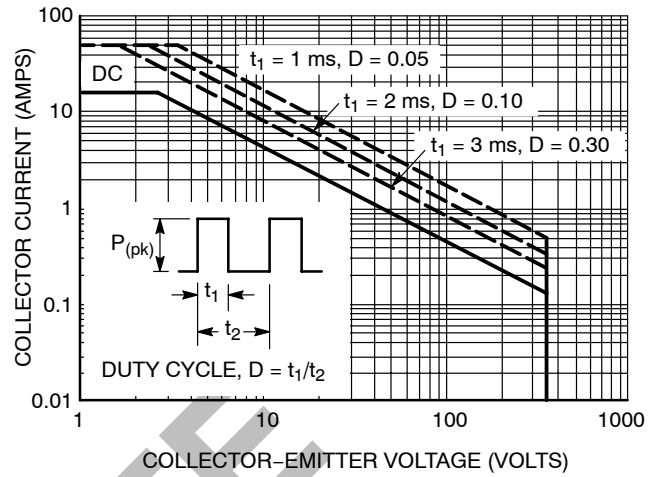 COLLECTOR CURRENT (AMPS)
100
10
1
0.1
0.01
DC
t₁ = 1 ms, D = 0.05
t₁ = 2 ms, D = 0.10
t₁ = 3 ms, D = 0.30
P(pk)
t₁
t₂
DUTY CYCLE, D = t₁/t₂
1
10
100
1000
COLLECTOR−EMITTER VOLTAGE (VOLTS)